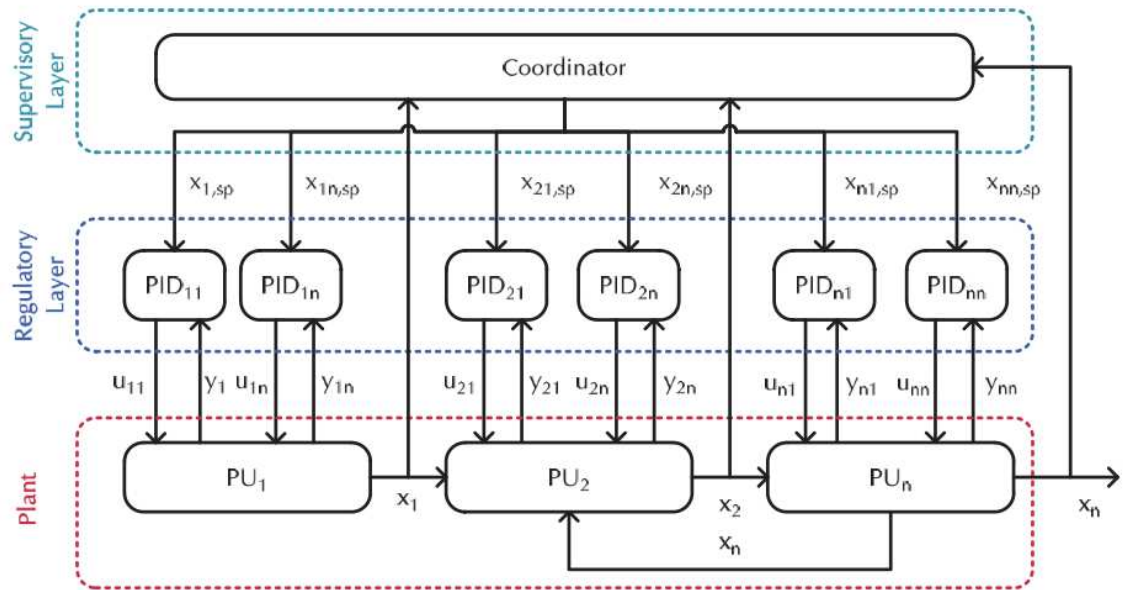 Supervisory
Layer
Coordinator
x₁,sp
x₁ₙ,sp
x₂₁,sp
x₂ₙ,sp
xₙ₁,sp
xₙₙ,sp
Regulatory
Layer
PID₁₁
PID₁ₙ
PID₂₁
PID₂ₙ
PIDₙ₁
PIDₙₙ
u₁₁
y₁
u₁ₙ
y₁ₙ
u₂₁
y₂₁
u₂ₙ
y₂ₙ
uₙ₁
yₙ₁
uₙₙ
yₙₙ
Plant
PU₁
x₁
PU₂
x₂
PUₙ
xₙ
xₙ